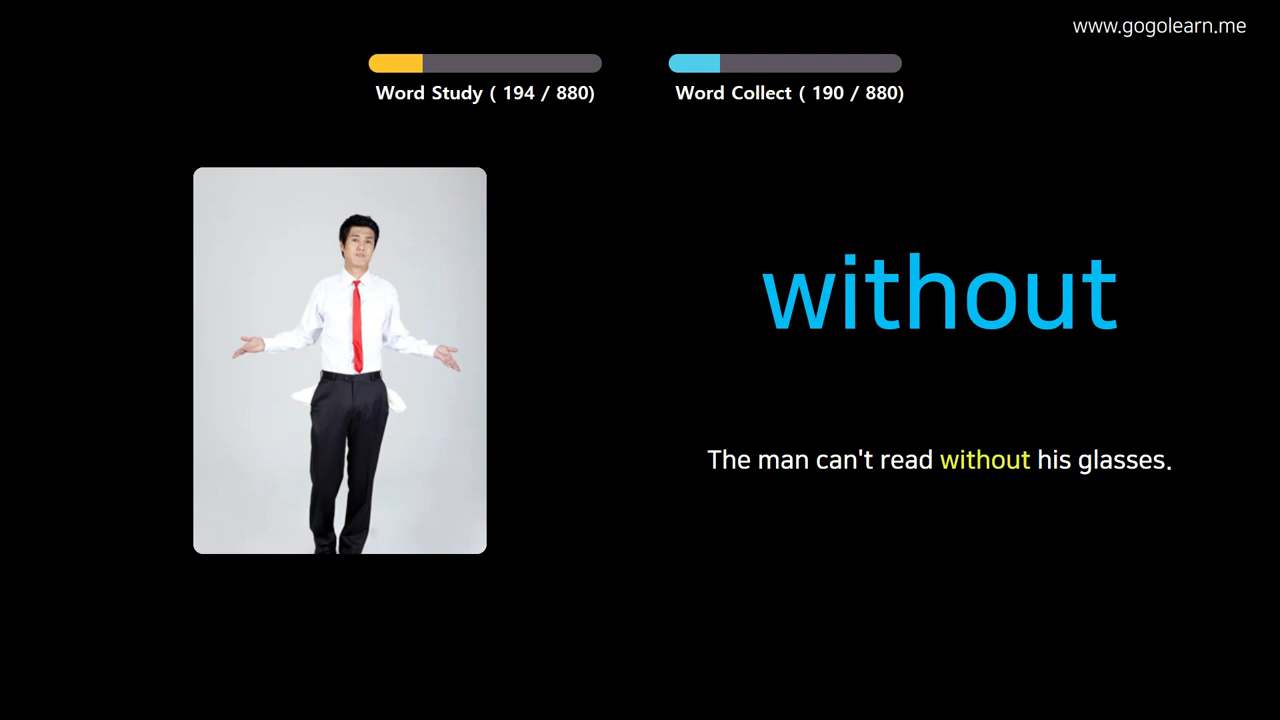 www.gogolearn.me
Word Study ( 194 / 880)
Word Collect ( 190 / 880)
without
The man can't read without his glasses.